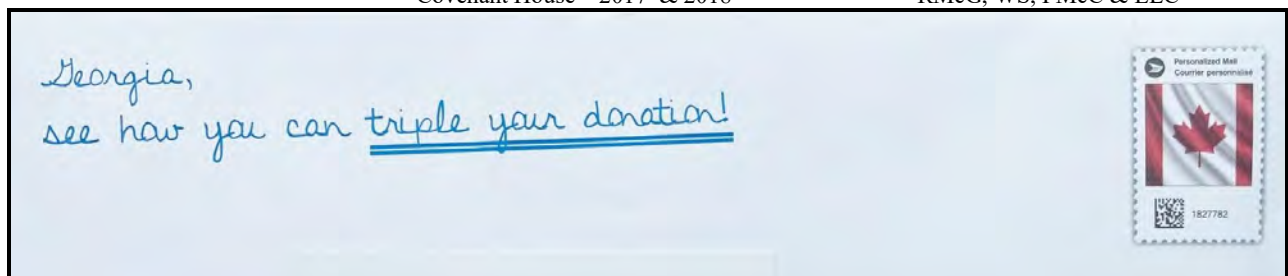 Covenant House – 2017 & 2018 RMcG, WS, PMcC & LLC
Georgia,
see how you can triple your donation!
Personalized Mail
Courrier personnalisé
1827782